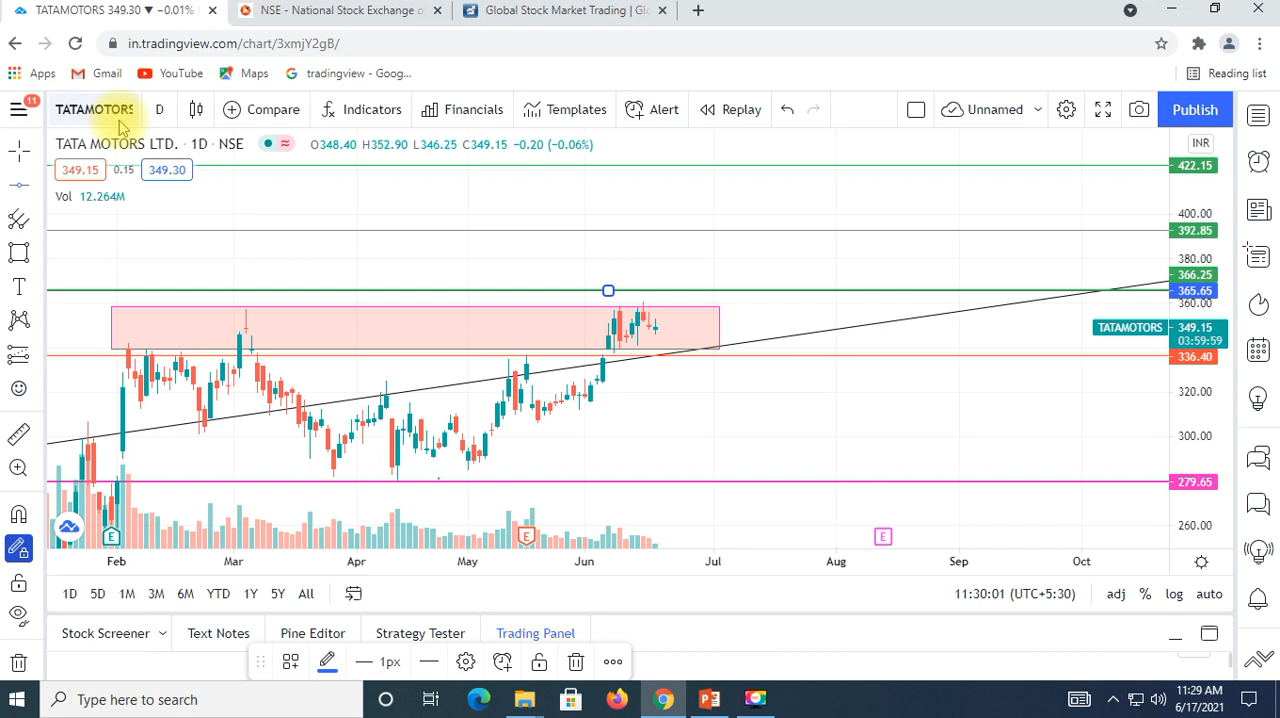 TATAMOTORS 349.30 ▼ −0.01%
NSE - National Stock Exchange o
Global Stock Market Trading | Glo
in.tradingview.com/chart/3xmjY2gB/
Apps Gmail YouTube Maps tradingview - Goog... Reading list
11
TATAMOTORS D Compare Indicators Financials Templates Alert Replay Unnamed Publish
TATA MOTORS LTD. · 1D · NSE O348.40 H352.90 L346.25 C349.15 −0.20 (−0.06%)
INR
349.15 0.15 349.30
Vol 12.264M
422.15
400.00
392.85
380.00
366.25
365.65
360.00
TATAMOTORS 349.15
03:59:59
336.40
320.00
300.00
279.65
260.00
E E E
Feb Mar Apr May Jun Jul Aug Sep Oct
1D 5D 1M 3M 6M YTD 1Y 5Y All 11:30:01 (UTC+5:30) adj % log auto
Stock Screener Text Notes Pine Editor Strategy Tester Trading Panel
1px
Type here to search
11:29 AM
6/17/2021